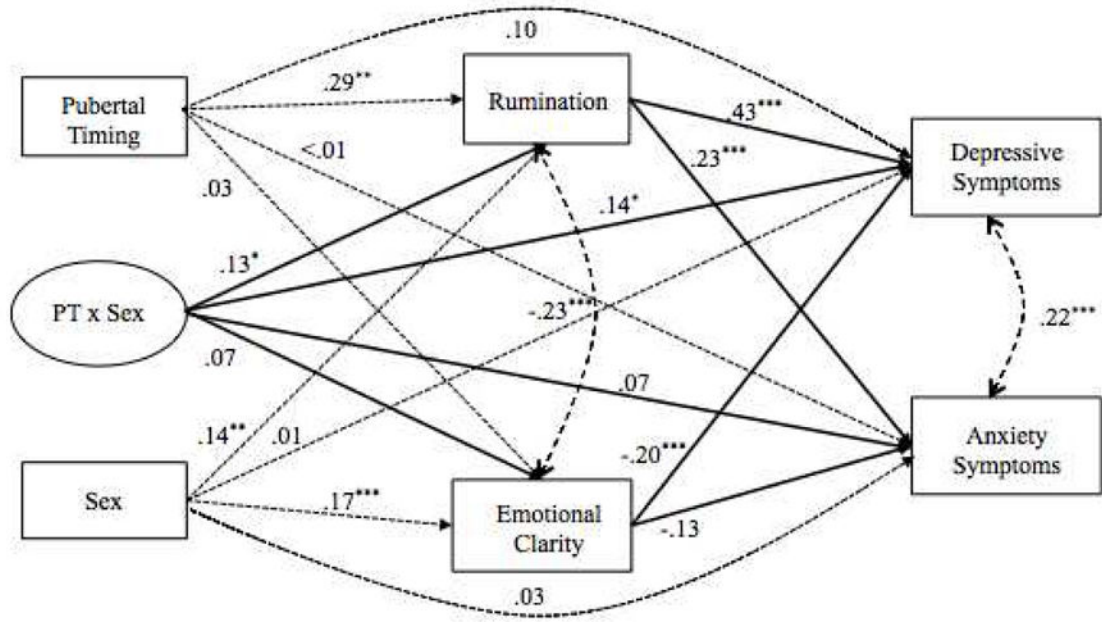 .10
Pubertal
Timing
.29**
Rumination
.43***
Depressive
Symptoms
<.01
.23***
.03
.14*
.13*
PT x Sex
-.23***
.22***
.07
.07
.14**
.01
-.20***
Anxiety
Symptoms
Sex
.17***
Emotional
Clarity
-.13
.03